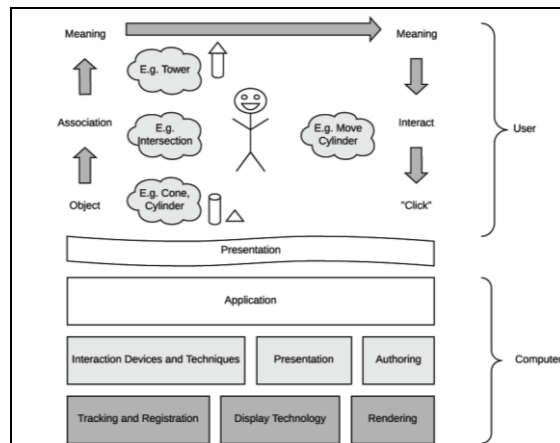 Meaning
Meaning
E.g. Tower
Association
E.g.
Intersection
E.g. Move
Cylinder
Interact
User
Object
E.g. Cone,
Cylinder
"Click"
Presentation
Application
Interaction Devices and Techniques
Presentation
Authoring
Computer
Tracking and Registration
Display Technology
Rendering